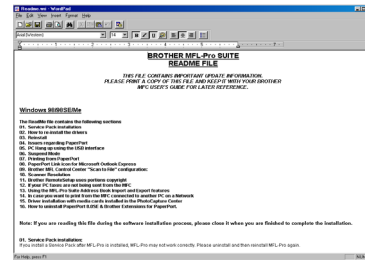 Readme.wri - WordPad
File Edit View Insert Format Help
Arial (Western) 14
BROTHER MFL-Pro SUITE
README FILE
THIS FILE CONTAINS IMPORTANT UPDATE INFORMATION.
PLEASE PRINT A COPY OF THIS FILE AND KEEP IT WITH YOUR BROTHER
MFC USER'S GUIDE FOR LATER REFERENCE.
Windows 98/98SE/Me
The ReadMe file contains the following sections
01. Service Pack installation
02. How to reinstall the drivers
03. Reinstall
04. Issues regarding PaperPort
05. PC Hang up using the USB interface
06. Suspend Mode
07. Printing from PaperPort
08. PaperPort Link icon for Microsoft Outlook Express
09. Brother MFL Control Center "Scan to File" configuration:
10. Scanner Resolution
11. Brother RemoteSetup uses portions copyright
12. If your PC faxes are not being sent from the MFC
13. Using the MFL-Pro Suite Address Book Import and Export features
14. In case you want to print from the MFC connected to another PC on a Network
15. Driver installation with media cards installed in the PhotoCapture Center
16. How to uninstall PaperPort 8.0SE & Brother Extensions for PaperPort.
Note: If you are reading this file during the software installation process, please close it when you are finished to complete the installation.
01. Service Pack installation:
If you install a Service Pack after MFL-Pro is installed, MFL-Pro may not work correctly. Please uninstall and then reinstall MFL-Pro again
For Help, press F1